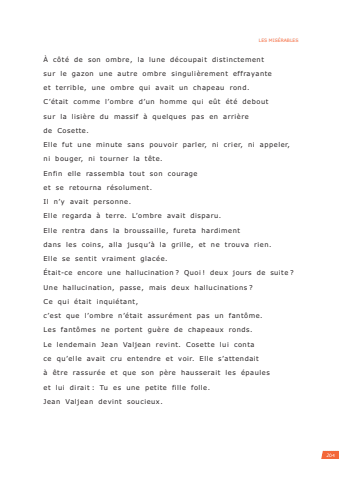 LES MISÉRABLES
À côté de son ombre, la lune découpait distinctement
sur le gazon une autre ombre singulièrement effrayante
et terrible, une ombre qui avait un chapeau rond.
C’était comme l’ombre d’un homme qui eût été debout
sur la lisière du massif à quelques pas en arrière
de Cosette.
Elle fut une minute sans pouvoir parler, ni crier, ni appeler,
ni bouger, ni tourner la tête.
Enfin elle rassembla tout son courage
et se retourna résolument.
Il n’y avait personne.
Elle regarda à terre. L’ombre avait disparu.
Elle rentra dans la broussaille, fureta hardiment
dans les coins, alla jusqu’à la grille, et ne trouva rien.
Elle se sentit vraiment glacée.
Était-ce encore une hallucination ? Quoi ! deux jours de suite ?
Une hallucination, passe, mais deux hallucinations ?
Ce qui était inquiétant,
c’est que l’ombre n’était assurément pas un fantôme.
Les fantômes ne portent guère de chapeaux ronds.
Le lendemain Jean Valjean revint. Cosette lui conta
ce qu’elle avait cru entendre et voir. Elle s’attendait
à être rassurée et que son père hausserait les épaules
et lui dirait : Tu es une petite fille folle.
Jean Valjean devint soucieux.